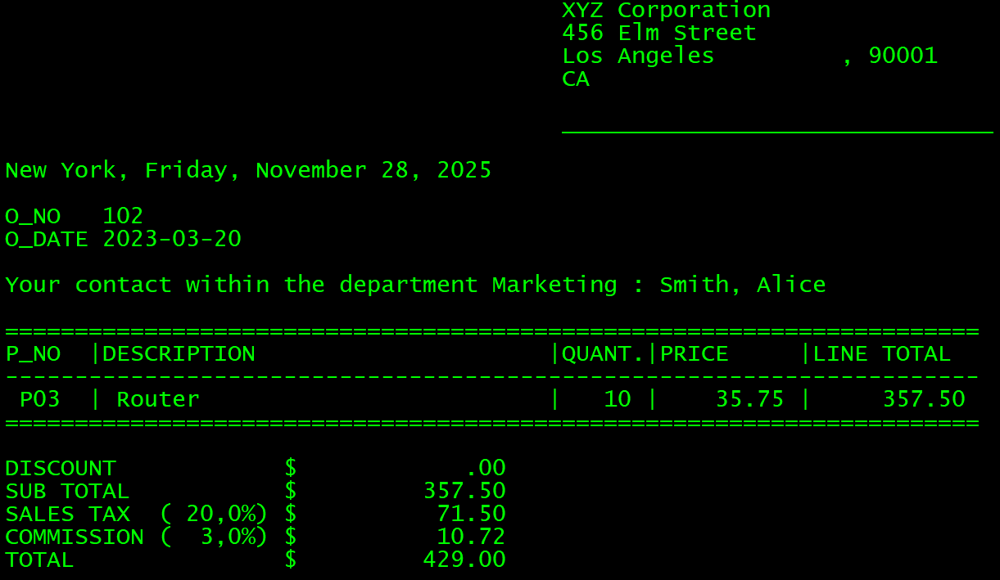 XYZ Corporation
456 Elm Street
Los Angeles         , 90001
CA
_______________________________
New York, Friday, November 28, 2025
O_NO   102
O_DATE 2023-03-20
Your contact within the department Marketing : Smith, Alice
======================================================================
P_NO  |DESCRIPTION                     |QUANT.|PRICE     |LINE TOTAL
----------------------------------------------------------------------
 P03  | Router                         |   10 |    35.75 |     357.50
======================================================================
DISCOUNT            $            .00
SUB TOTAL           $         357.50
SALES TAX  ( 20,0%) $          71.50
COMMISSION (  3,0%) $          10.72
TOTAL               $         429.00